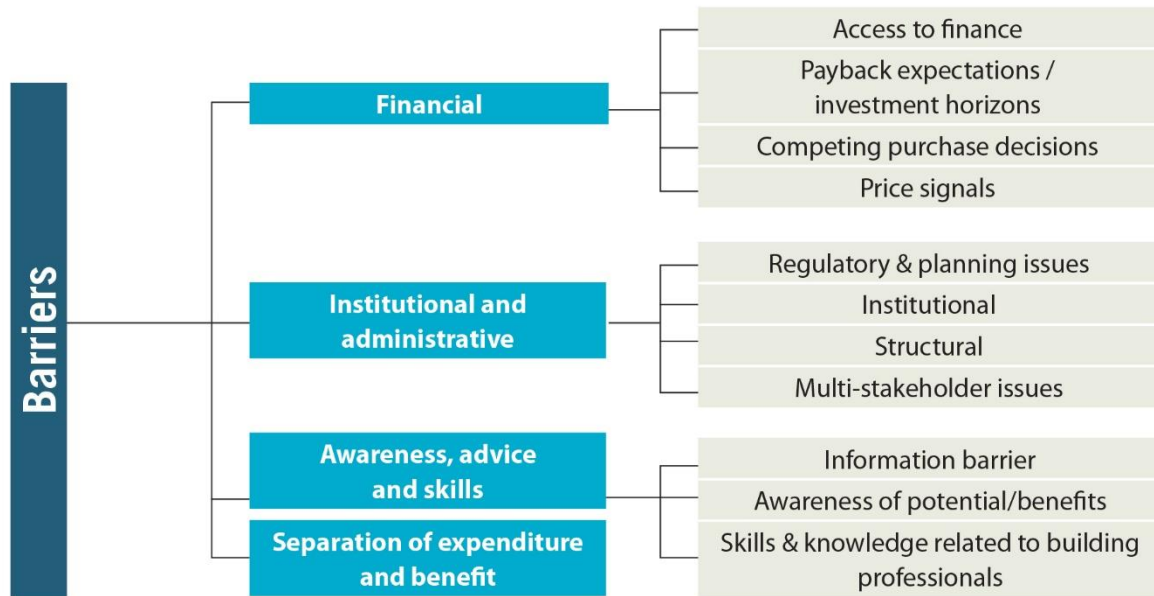 Barriers
Financial
Access to finance
Payback expectations /
investment horizons
Competing purchase decisions
Price signals
Institutional and
administrative
Regulatory & planning issues
Institutional
Structural
Multi-stakeholder issues
Awareness, advice
and skills
Information barrier
Awareness of potential/benefits
Skills & knowledge related to building
professionals
Separation of expenditure
and benefit